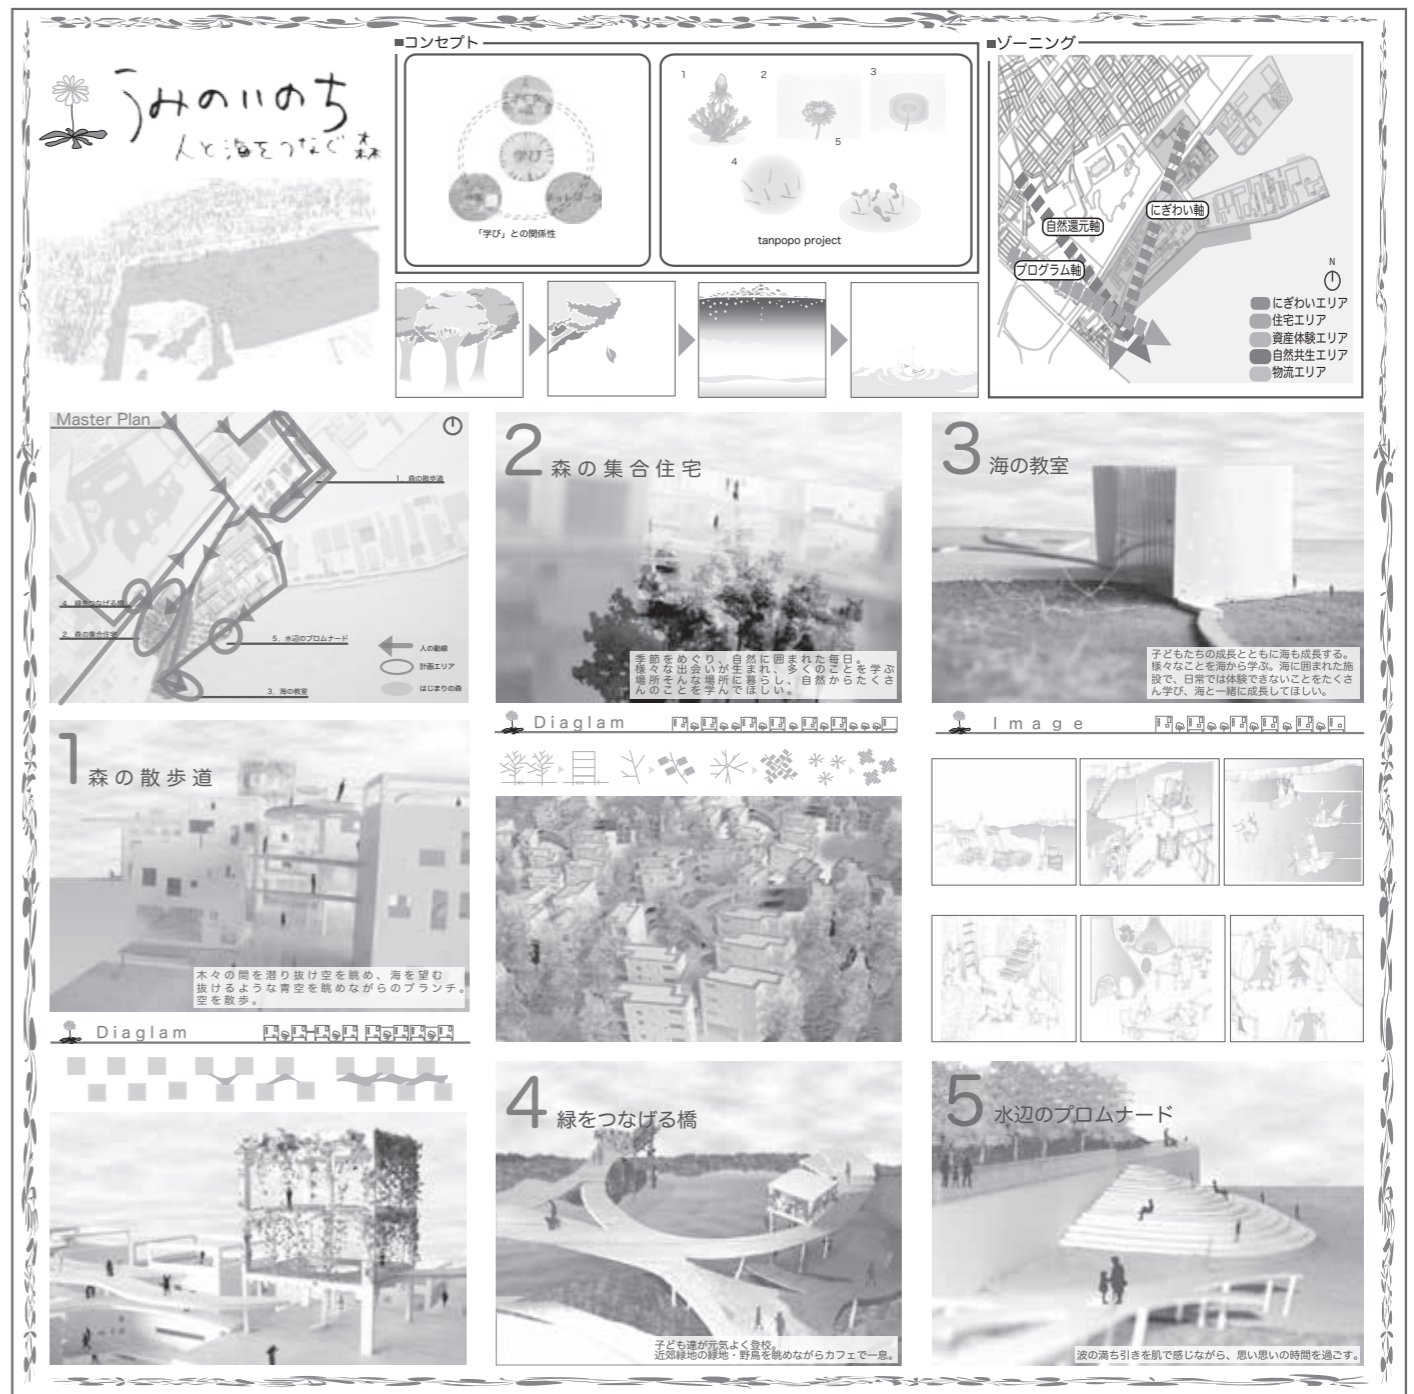 うみのいのち
人と海をつなぐ森
■コンセプト
学び
「学び」との関係性
1
2
3
4
5
tanpopo project
■ゾーニング
にぎわい軸
自然還元軸
プログラム軸
N
にぎわいエリア
住宅エリア
資産体験エリア
自然共生エリア
物流エリア
Master Plan
1．森の散歩道
4．緑をつなげる橋
2．森の集合住宅
5．水辺のプロムナード
3．海の教室
人の動線
計画エリア
はじまりの森
2 森の集合住宅
季節をめぐり、自然に囲まれた毎日。
様々な出会いが生まれ、多くのことを学ぶ
場所そんな場所に暮らし、自然からたくさ
んのことを学んでほしい。
3 海の教室
子どもたちの成長とともに海も成長する。
様々なことを海から学ぶ。海に囲まれた施
設で、日常では体験できないことをたくさ
ん学び、海と一緒に成長してほしい。
1 森の散歩道
木々の間を潜り抜け空を眺め、海を望む
抜けるような青空を眺めながらのブランチ。
空を散歩。
Diaglam
Image
Diaglam
4 緑をつなげる橋
子ども達が元気よく登校。
近郊緑地の緑地・野鳥を眺めながらカフェで一息。
5 水辺のプロムナード
波の満ち引きを肌で感じながら、思い思いの時間を過ごす。